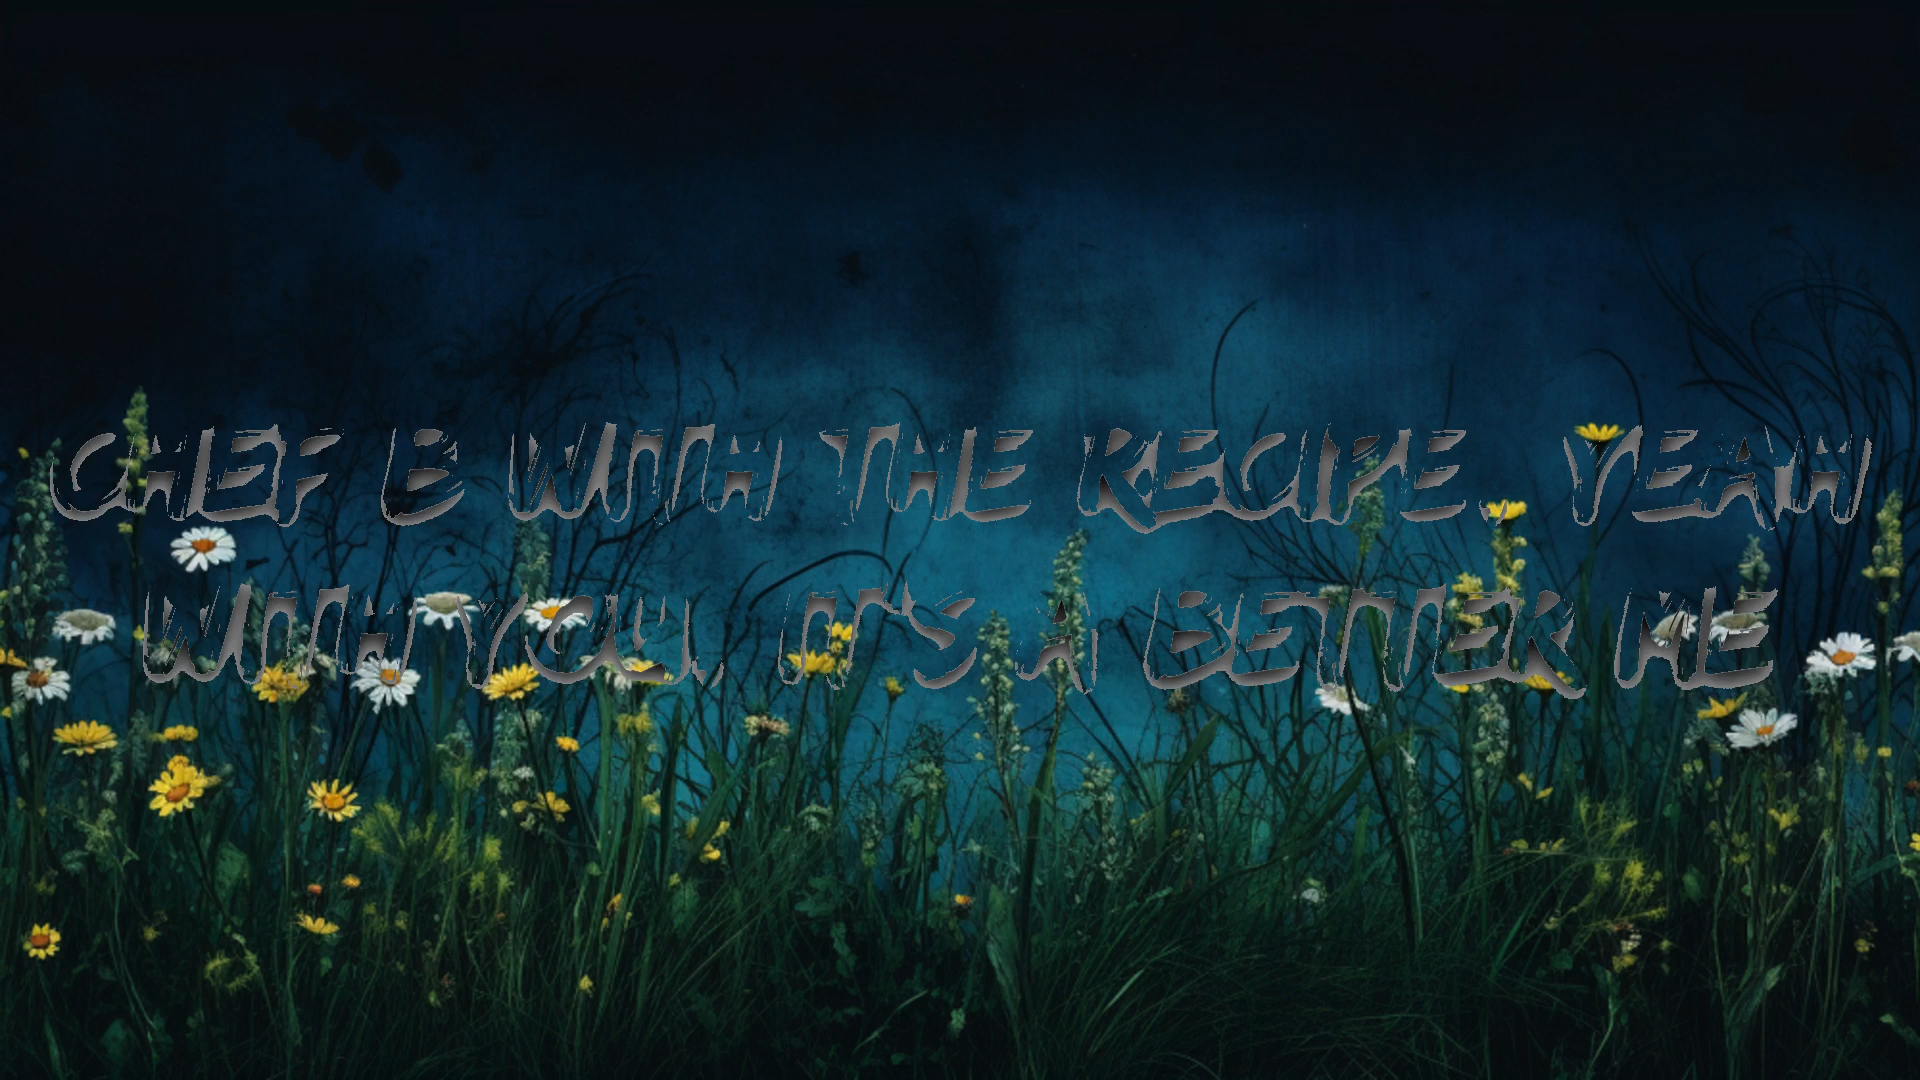 CHEF B WITH THE RECIPE, YEAH
WITH YOU, IT'S A BETTER ME